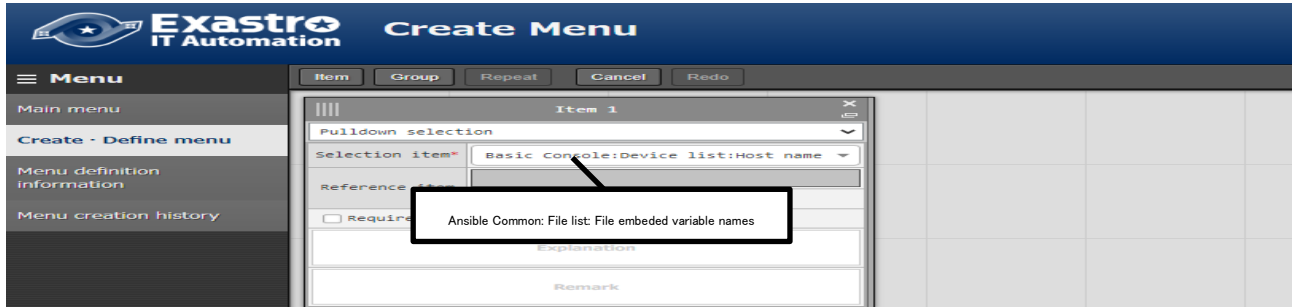 Exastro
IT Automation
Create Menu
Menu
Item Group Repeat Cancel Redo
Main menu
Create · Define menu
Menu definition
information
Menu creation history
Item 1
Pulldown selection
Selection item* Basic Console:Device list:Host name
Reference item
Require
Ansible Common: File list: File embeded variable names
Explanation
Remark